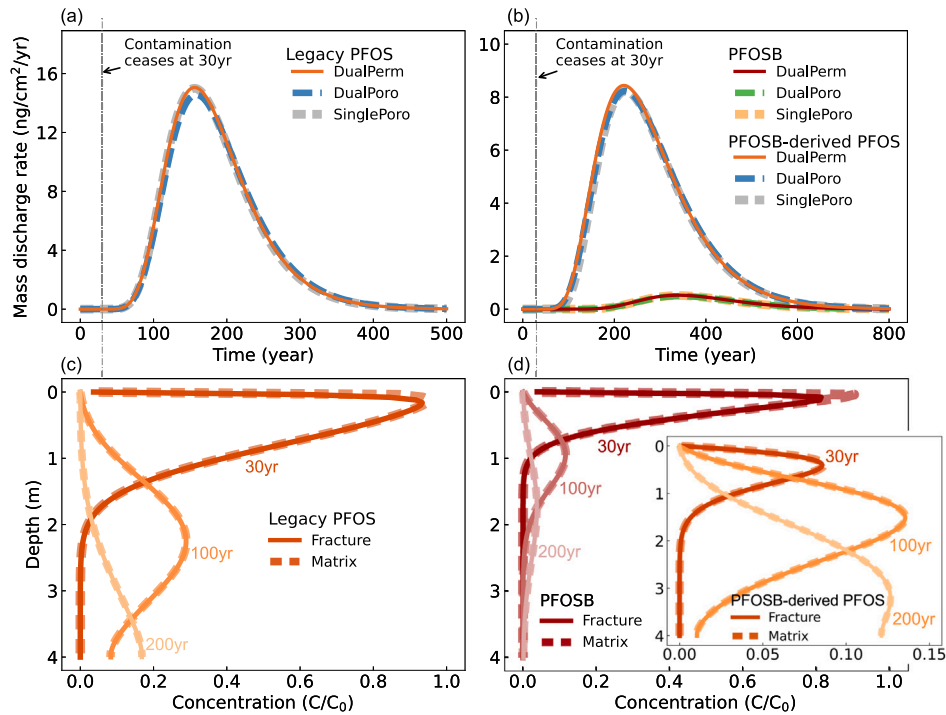 (a)
Mass discharge rate (ng/cm²/yr)
16
12
8
4
0
Contamination
ceases at 30yr
Legacy PFOS
DualPerm
DualPoro
SinglePoro
0
100
200
300
400
500
Time (year)
(b)
10
8
6
4
2
0
Contamination
ceases at 30yr
PFOSB
DualPerm
DualPoro
SinglePoro
PFOSB-derived PFOS
DualPerm
DualPoro
SinglePoro
0
200
400
600
800
Time (year)
(c)
Depth (m)
0
1
2
3
4
30yr
100yr
200yr
Legacy PFOS
Fracture
Matrix
0.0
0.2
0.4
0.6
0.8
1.0
Concentration (C/C₀)
(d)
0
1
2
3
4
30yr
100yr
200yr
PFOSB
Fracture
Matrix
0.0
0.2
0.4
0.6
0.8
1.0
Concentration (C/C₀)
0
1
2
3
4
30yr
100yr
200yr
PFOSB-derived PFOS
Fracture
Matrix
0.00
0.05
0.10
0.15